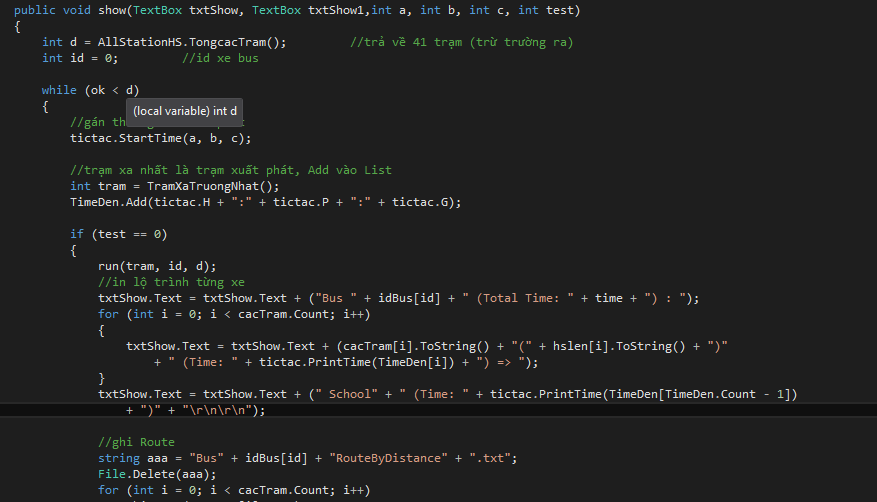 public void show(TextBox txtShow, TextBox txtShow1,int a, int b, int c, int test)
{
int d = AllStationHS.TongcacTram(); //trả về 41 trạm (trừ trường ra)
int id = 0; //id xe bus
while (ok < d)
(local variable) int d
{
//gán th
tictac.StartTime(a, b, c);
//trạm xa nhất là trạm xuất phát, Add vào List
int tram = TramXaTruongNhat();
TimeDen.Add(tictac.H + ":" + tictac.P + ":" + tictac.G);
if (test == 0)
{
run(tram, id, d);
//in lộ trình từng xe
txtShow.Text = txtShow.Text + ("Bus " + idBus[id] + " (Total Time: " + time + ") : ");
for (int i = 0; i < cacTram.Count; i++)
{
txtShow.Text = txtShow.Text + (cacTram[i].ToString() + "(" + hslen[i].ToString() + ")"
+ " (Time: " + tictac.PrintTime(TimeDen[i]) + ") => ");
}
txtShow.Text = txtShow.Text + (" School" + " (Time: " + tictac.PrintTime(TimeDen[TimeDen.Count - 1])
+ ")" + "\r\n\r\n");
//ghi Route
string aaa = "Bus" + idBus[id] + "RouteByDistance" + ".txt";
File.Delete(aaa);
for (int i = 0; i < cacTram.Count; i++)